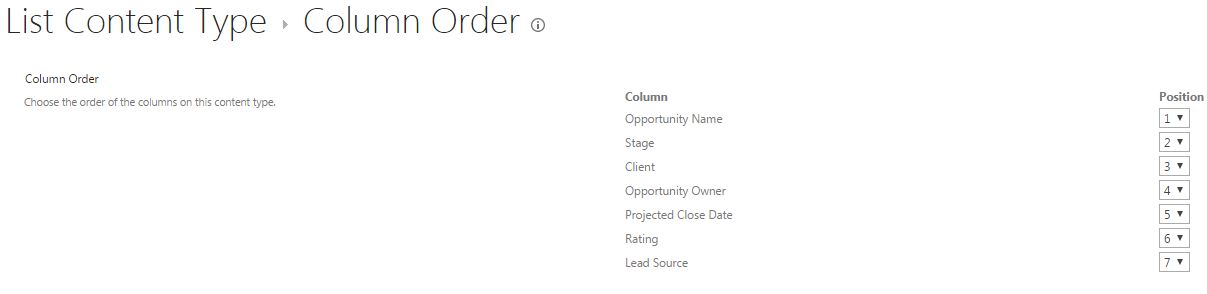 List Content Type ▸ Column Order
Column Order
Choose the order of the columns on this content type.
Column Position
Opportunity Name 1
Stage 2
Client 3
Opportunity Owner 4
Projected Close Date 5
Rating 6
Lead Source 7